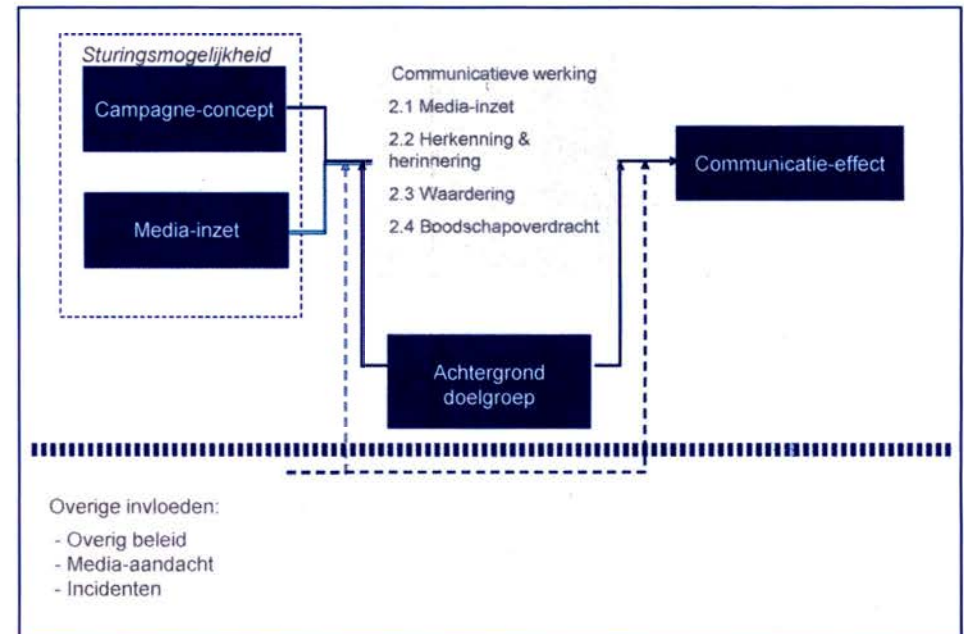 Sturingsmogelijkheid
Campagne-concept
Media-inzet
Communicatieve werking
2.1 Media-inzet
2.2 Herkenning &
herinnering
2.3 Waardering
2.4 Boodschapoverdracht
Communicatie-effect
Achtergrond
doelgroep
Overige invloeden:
- Overig beleid
- Media-aandacht
- Incidenten